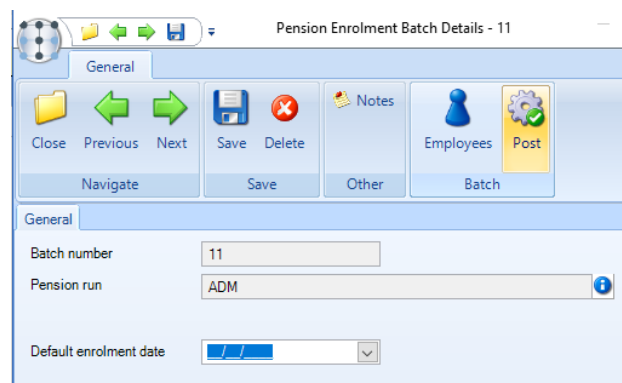 Pension Enrolment Batch Details - 11
General
Close Previous Next Save Delete Notes Employees Post
Navigate Save Other Batch
General
Batch number 11
Pension run ADM
Default enrolment date __/__/____